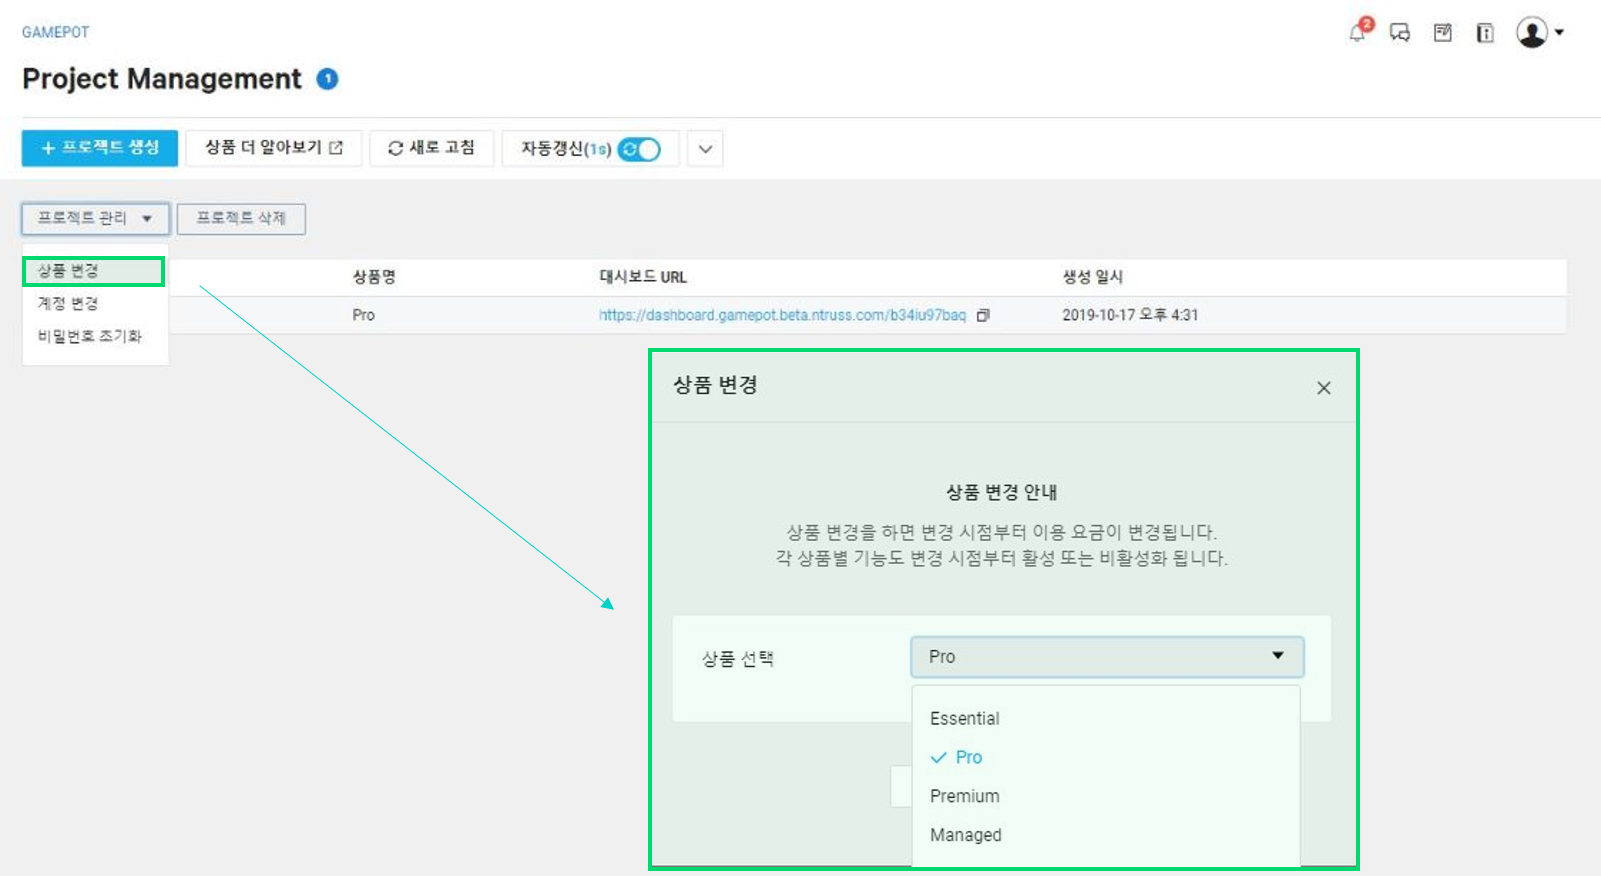 GAMEPOT
2
Project Management 1
+ 프로젝트 생성
상품 더 알아보기
새로 고침
자동갱신(1s)
프로젝트 관리
프로젝트 삭제
상품 변경
계정 변경
비밀번호 초기화
상품명 대시보드 URL 생성 일시
Pro https://dashboard.gamepot.beta.ntruss.com/b34iu97baq 2019-10-17 오후 4:31
상품 변경
상품 변경 안내
상품 변경을 하면 변경 시점부터 이용 요금이 변경됩니다.
각 상품별 기능도 변경 시점부터 활성 또는 비활성화 됩니다.
상품 선택 Pro
Essential
Pro
Premium
Managed